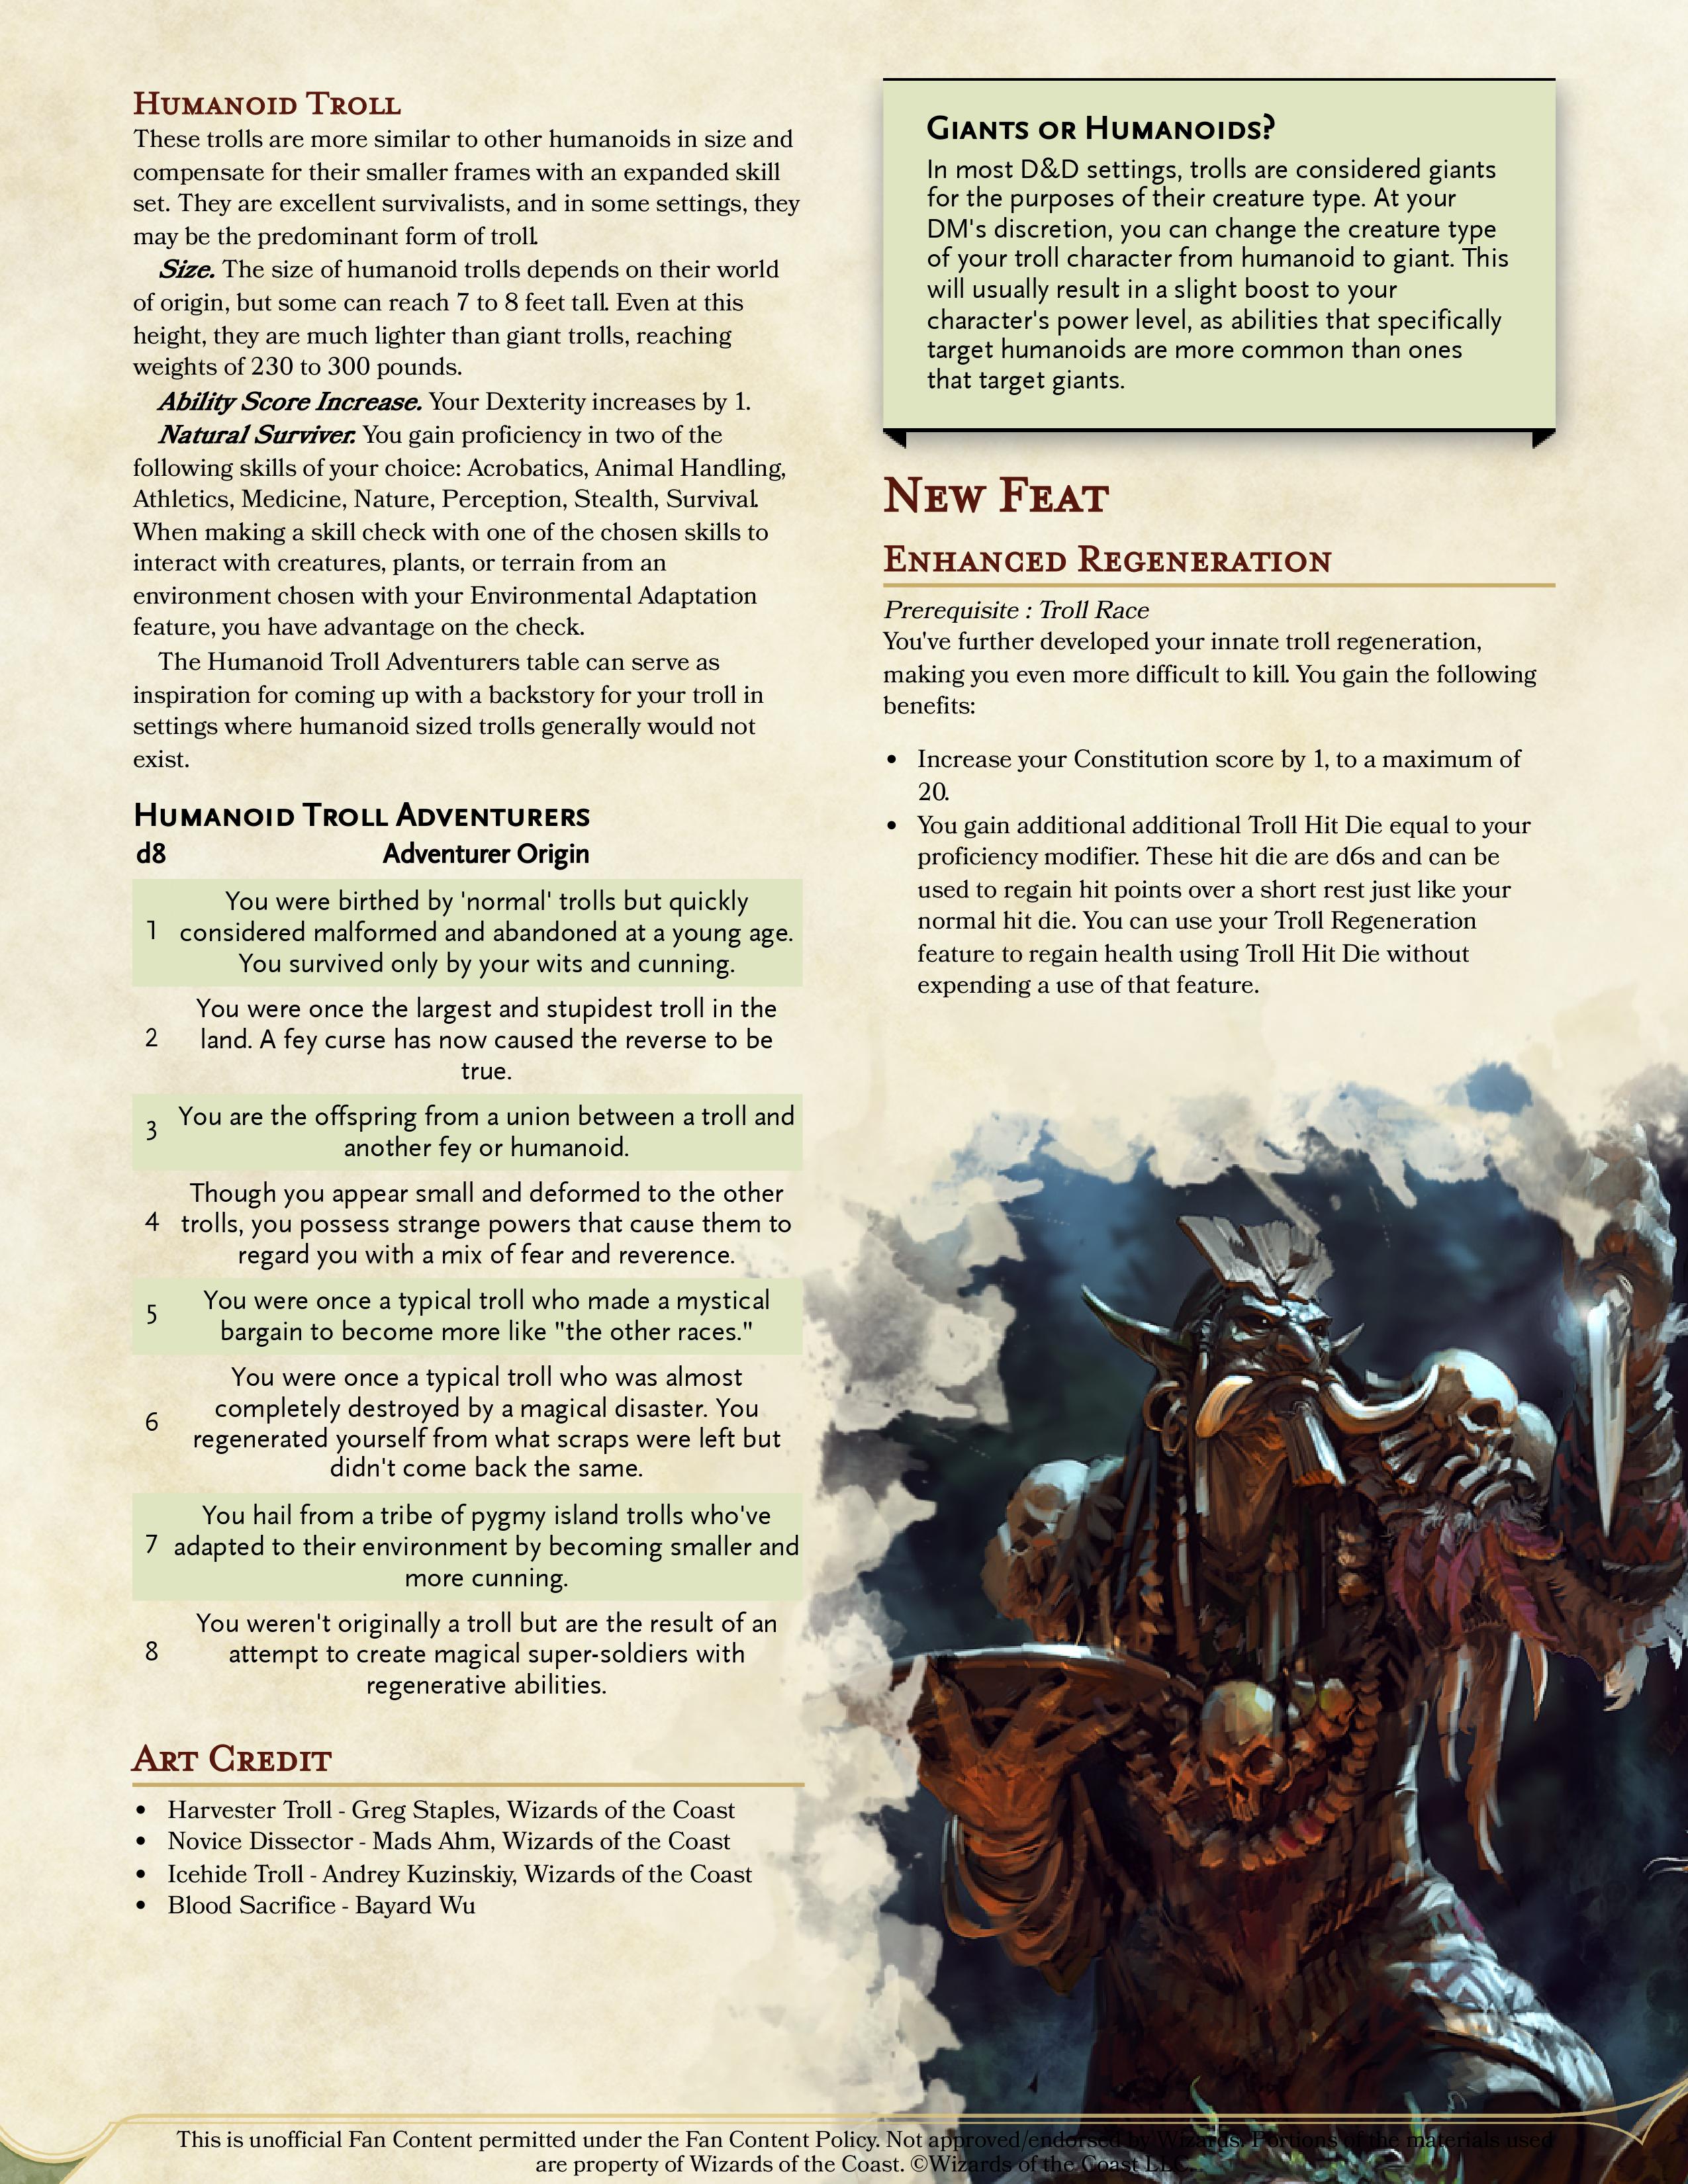 Humanoid Troll
These trolls are more similar to other humanoids in size and
compensate for their smaller frames with an expanded skill
set. They are excellent survivalists, and in some settings, they
may be the predominant form of troll.
Size. The size of humanoid trolls depends on their world
of origin, but some can reach 7 to 8 feet tall. Even at this
height, they are much lighter than giant trolls, reaching
weights of 230 to 300 pounds.
Ability Score Increase. Your Dexterity increases by 1.
Natural Surviver. You gain proficiency in two of the
following skills of your choice: Acrobatics, Animal Handling,
Athletics, Medicine, Nature, Perception, Stealth, Survival.
When making a skill check with one of the chosen skills to
interact with creatures, plants, or terrain from an
environment chosen with your Environmental Adaptation
feature, you have advantage on the check.
The Humanoid Troll Adventurers table can serve as
inspiration for coming up with a backstory for your troll in
settings where humanoid sized trolls generally would not
exist.
Humanoid Troll Adventurers
d8 Adventurer Origin
You were birthed by 'normal' trolls but quickly
1 considered malformed and abandoned at a young age.
You survived only by your wits and cunning.
You were once the largest and stupidest troll in the
2 land. A fey curse has now caused the reverse to be
true.
3 You are the offspring from a union between a troll and
another fey or humanoid.
Though you appear small and deformed to the other
4 trolls, you possess strange powers that cause them to
regard you with a mix of fear and reverence.
5 You were once a typical troll who made a mystical
bargain to become more like "the other races."
You were once a typical troll who was almost
6 completely destroyed by a magical disaster. You
regenerated yourself from what scraps were left but
didn't come back the same.
You hail from a tribe of pygmy island trolls who've
7 adapted to their environment by becoming smaller and
more cunning.
You weren't originally a troll but are the result of an
8 attempt to create magical super-soldiers with
regenerative abilities.
Art Credit
• Harvester Troll - Greg Staples, Wizards of the Coast
• Novice Dissector - Mads Ahm, Wizards of the Coast
• Icehide Troll - Andrey Kuzinskiy, Wizards of the Coast
• Blood Sacrifice - Bayard Wu
Giants or Humanoids?
In most D&D settings, trolls are considered giants
for the purposes of their creature type. At your
DM's discretion, you can change the creature type
of your troll character from humanoid to giant. This
will usually result in a slight boost to your
character's power level, as abilities that specifically
target humanoids are more common than ones
that target giants.
New Feat
Enhanced Regeneration
Prerequisite : Troll Race
You've further developed your innate troll regeneration,
making you even more difficult to kill. You gain the following
benefits:
• Increase your Constitution score by 1, to a maximum of
20.
• You gain additional additional Troll Hit Die equal to your
proficiency modifier. These hit die are d6s and can be
used to regain hit points over a short rest just like your
normal hit die. You can use your Troll Regeneration
feature to regain health using Troll Hit Die without
expending a use of that feature.
This is unofficial Fan Content permitted under the Fan Content Policy. Not approved/endorsed by Wizards. Portions of the materials used
are property of Wizards of the Coast. ©Wizards of the Coast LLC.